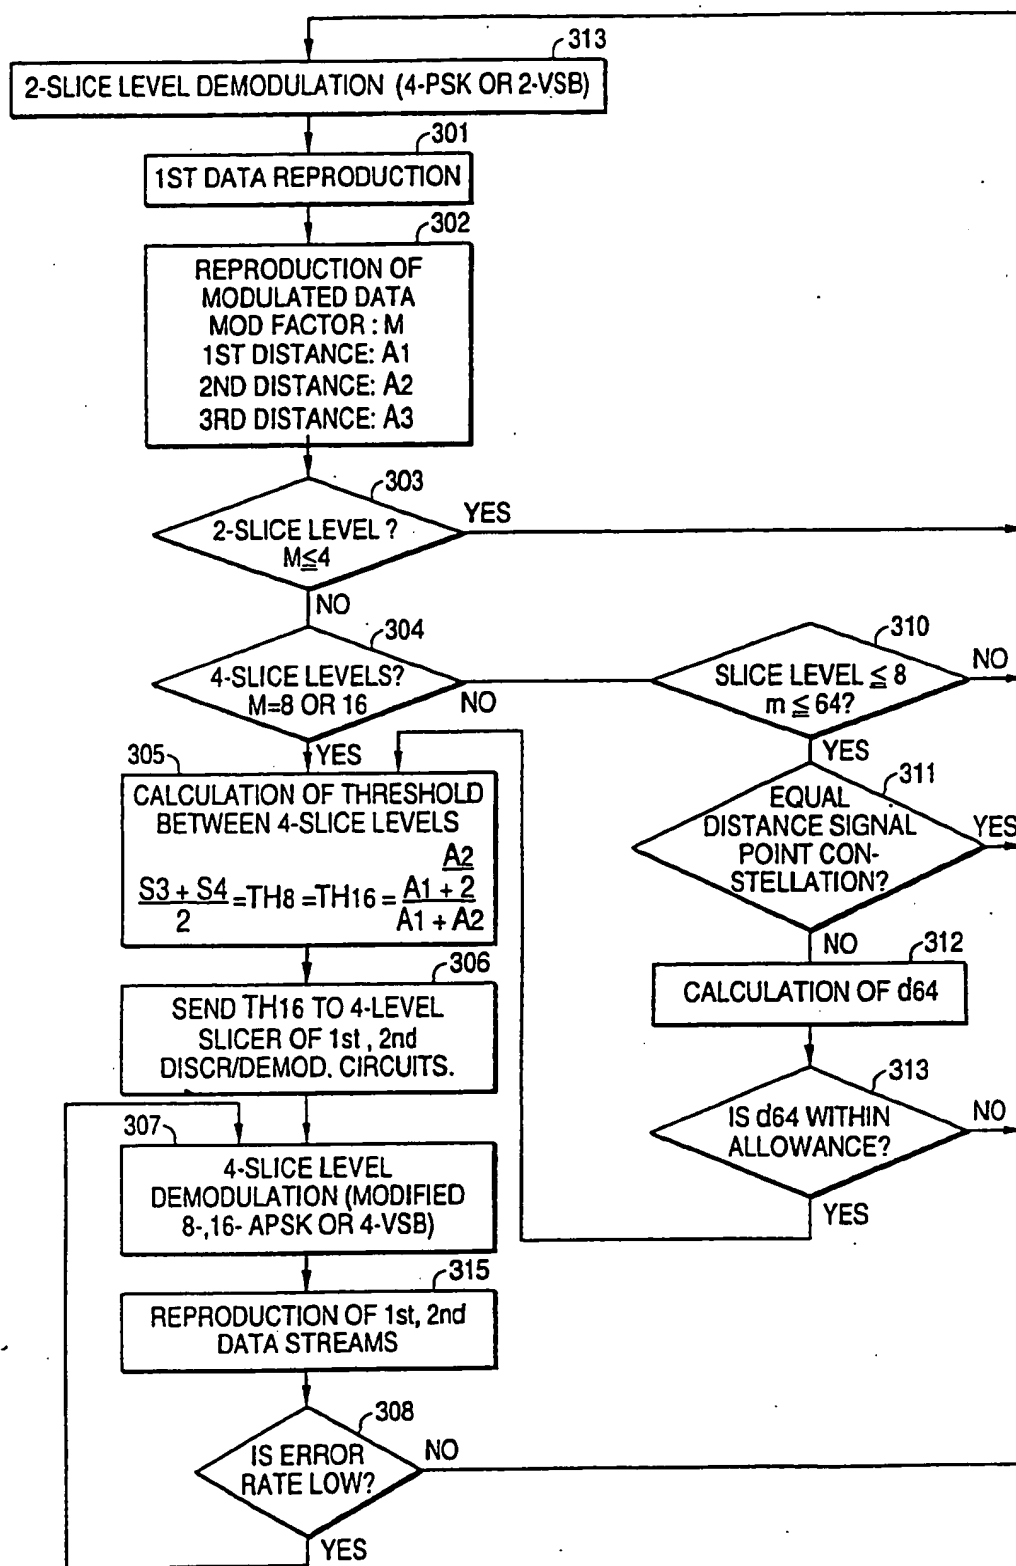 313
2-SLICE LEVEL DEMODULATION (4-PSK OR 2-VSB)
301
1ST DATA REPRODUCTION
302
REPRODUCTION OF
MODULATED DATA
MOD FACTOR : M
1ST DISTANCE: A1
2ND DISTANCE: A2
3RD DISTANCE: A3
303
2-SLICE LEVEL ?
M≦4
YES
NO
304
4-SLICE LEVELS?
M=8 OR 16
NO
YES
310
SLICE LEVEL ≦ 8
m ≦ 64?
NO
YES
311
EQUAL
DISTANCE SIGNAL
POINT CON-
STELLATION?
YES
NO
312
CALCULATION OF d64
313
IS d64 WITHIN
ALLOWANCE?
NO
YES
305
CALCULATION OF THRESHOLD
BETWEEN 4-SLICE LEVELS
A2
S3 + S4 =TH8 =TH16= A1 + 2
2 A1 + A2
306
SEND TH16 TO 4-LEVEL
SLICER OF 1st , 2nd
DISCR/DEMOD. CIRCUITS.
307
4-SLICE LEVEL
DEMODULATION (MODIFIED
8-,16- APSK OR 4-VSB)
315
REPRODUCTION OF 1st, 2nd
DATA STREAMS
308
IS ERROR
RATE LOW?
NO
YES